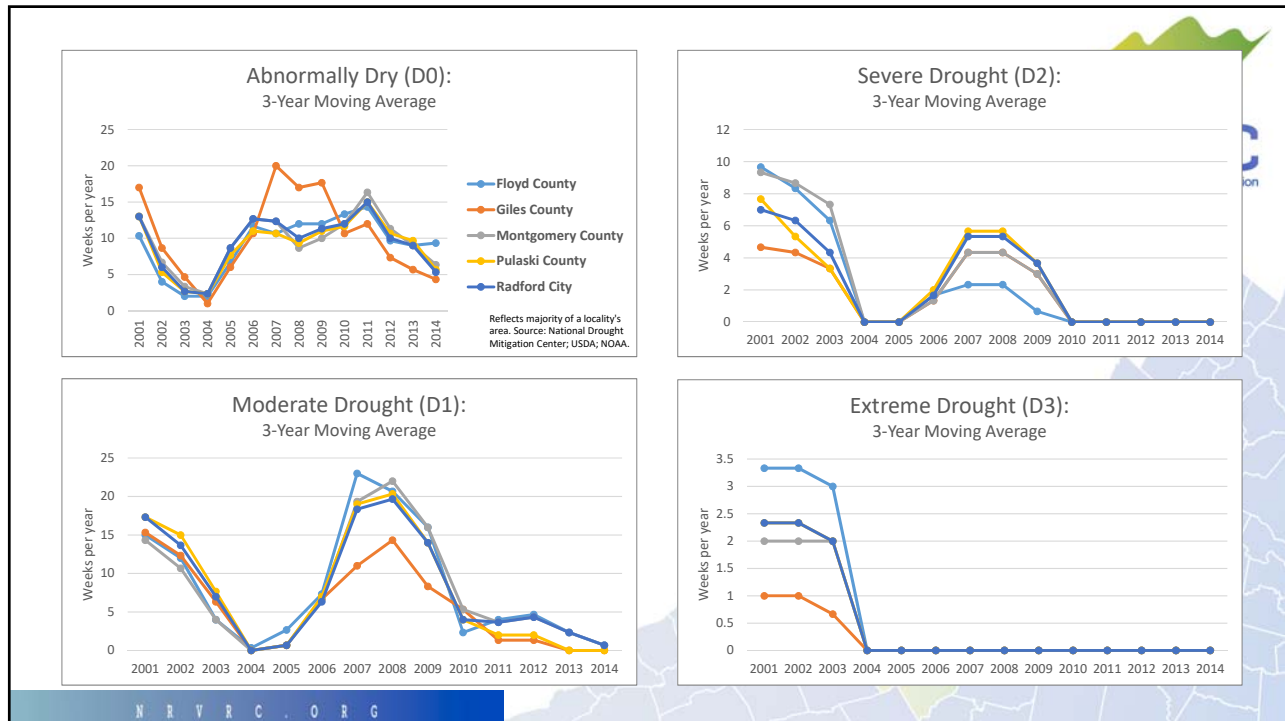 Abnormally Dry (D0):
3-Year Moving Average
Weeks per year
25
20
15
10
5
0
2001
2002
2003
2004
2005
2006
2007
2008
2009
2010
2011
2012
2013
2014
Floyd County
Giles County
Montgomery County
Pulaski County
Radford City
Reflects majority of a locality's
area. Source: National Drought
Mitigation Center; USDA; NOAA.
Severe Drought (D2):
3-Year Moving Average
Weeks per year
12
10
8
6
4
2
0
2001 2002 2003 2004 2005 2006 2007 2008 2009 2010 2011 2012 2013 2014
C
Moderate Drought (D1):
3-Year Moving Average
Weeks per year
25
20
15
10
5
0
2001 2002 2003 2004 2005 2006 2007 2008 2009 2010 2011 2012 2013 2014
Extreme Drought (D3):
3-Year Moving Average
Weeks per year
3.5
3
2.5
2
1.5
1
0.5
0
2001 2002 2003 2004 2005 2006 2007 2008 2009 2010 2011 2012 2013 2014
NRVRC.ORG